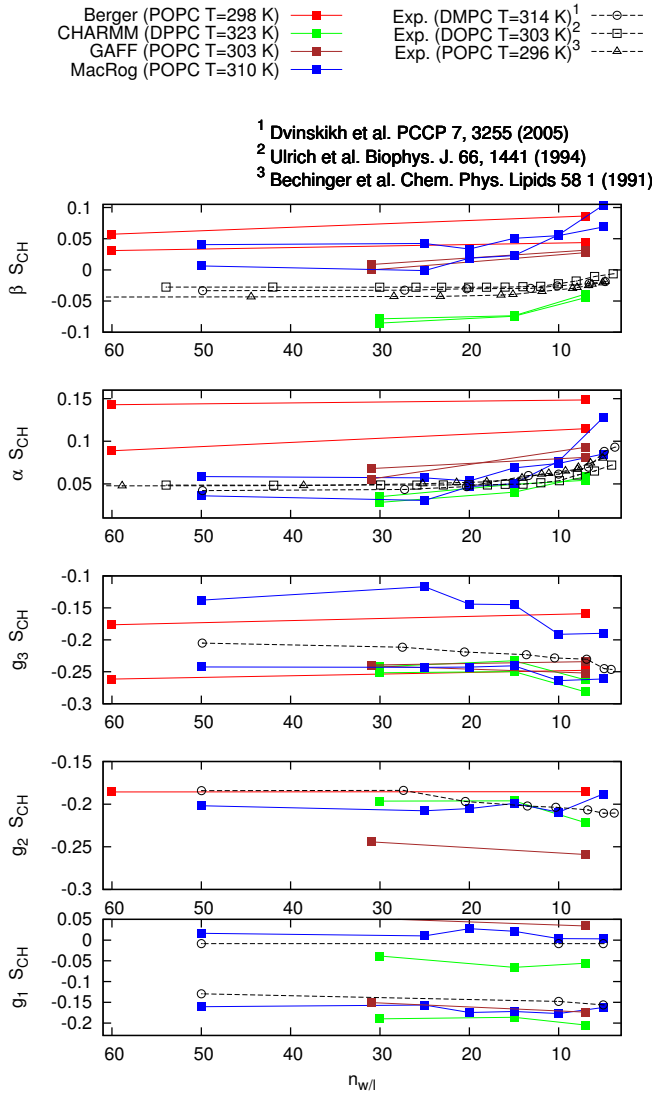 Berger (POPC T=298 K)
CHARMM (DPPC T=323 K)
GAFF (POPC T=303 K)
MacRog (POPC T=310 K)
Exp. (DMPC T=314 K)1
Exp. (DOPC T=303 K)2
Exp. (POPC T=296 K)3
1 Dvinskikh et al. PCCP 7, 3255 (2005)
2 Ulrich et al. Biophys. J. 66, 1441 (1994)
3 Bechinger et al. Chem. Phys. Lipids 58 1 (1991)
β SCH
0.1
0.05
0
-0.05
-0.1
60 50 40 30 20 10
α SCH
0.15
0.1
0.05
60 50 40 30 20 10
g3 SCH
-0.1
-0.15
-0.2
-0.25
-0.3
60 50 40 30 20 10
g2 SCH
-0.15
-0.2
-0.25
-0.3
60 50 40 30 20 10
g1 SCH
0.05
0
-0.05
-0.1
-0.15
-0.2
60 50 40 30 20 10
nw/l